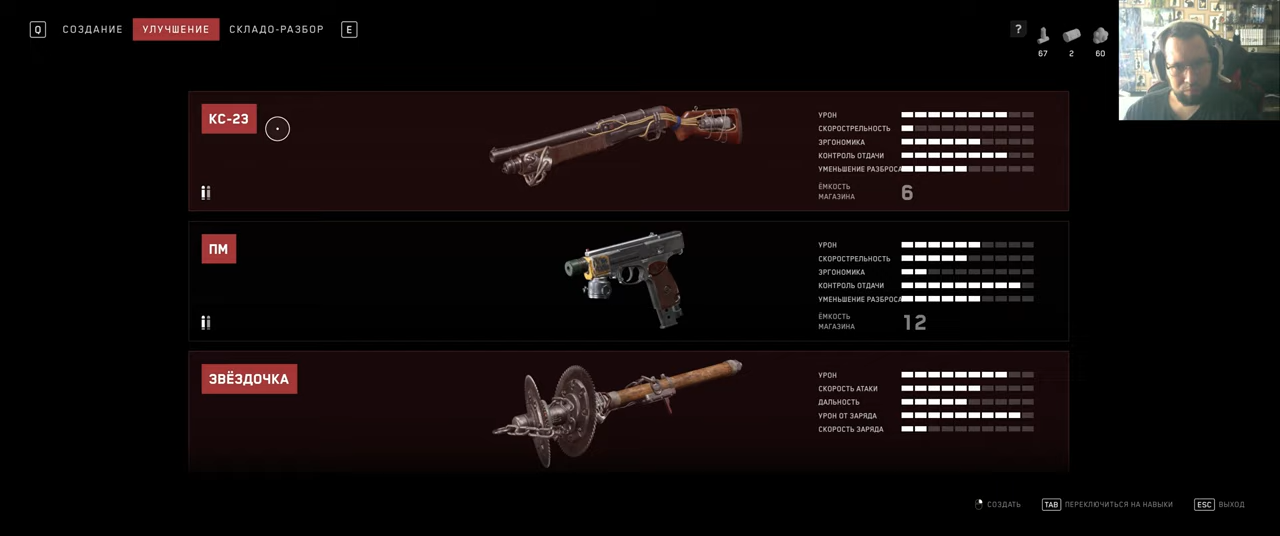 Q СОЗДАНИЕ УЛУЧШЕНИЕ СКЛАДО-РАЗБОР E
?
67 2 60
КС-23
УРОН
СКОРОСТРЕЛЬНОСТЬ
ЭРГОНОМИКА
КОНТРОЛЬ ОТДАЧИ
УМЕНЬШЕНИЕ РАЗБРОСА
ЁМКОСТЬ
МАГАЗИНА 6
ПМ
УРОН
СКОРОСТРЕЛЬНОСТЬ
ЭРГОНОМИКА
КОНТРОЛЬ ОТДАЧИ
УМЕНЬШЕНИЕ РАЗБРОСА
ЁМКОСТЬ
МАГАЗИНА 12
ЗВЁЗДОЧКА
УРОН
СКОРОСТЬ АТАКИ
ДАЛЬНОСТЬ
УРОН ОТ ЗАРЯДА
СКОРОСТЬ ЗАРЯДА
СОЗДАТЬ TAB ПЕРЕКЛЮЧИТЬСЯ НА НАВЫКИ ESC ВЫХОД